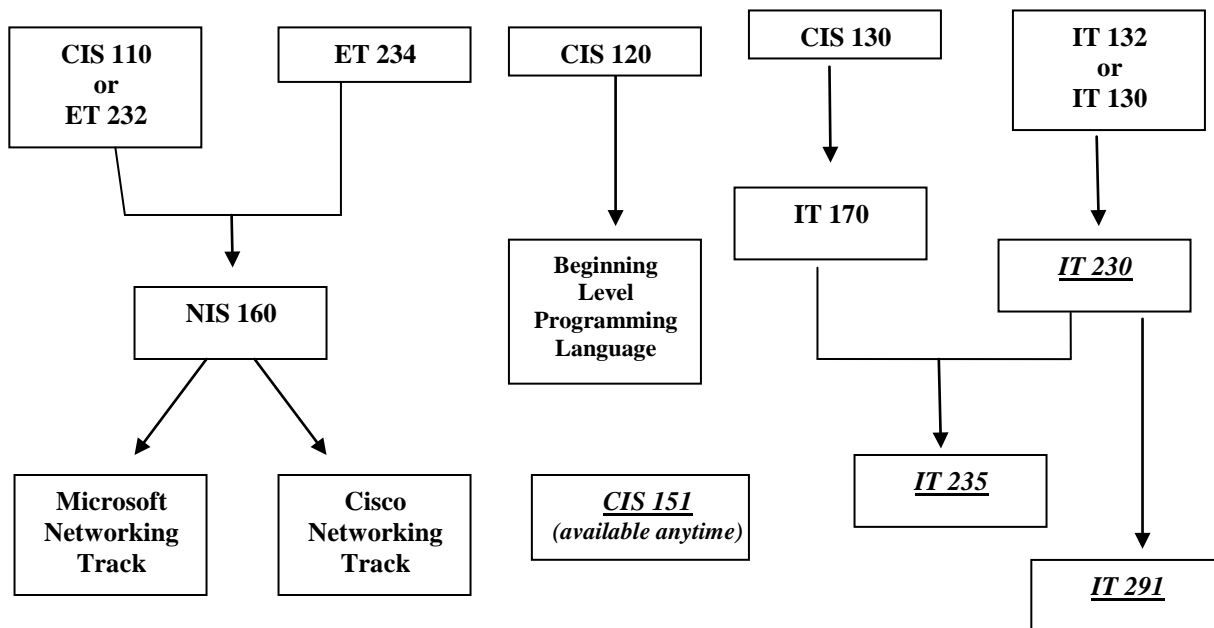 CIS 110
or
ET 232
ET 234
CIS 120
CIS 130
IT 132
or
IT 130
IT 170
Beginning
Level
Programming
Language
IT 230
NIS 160
Microsoft
Networking
Track
Cisco
Networking
Track
CIS 151
(available anytime)
IT 235
IT 291